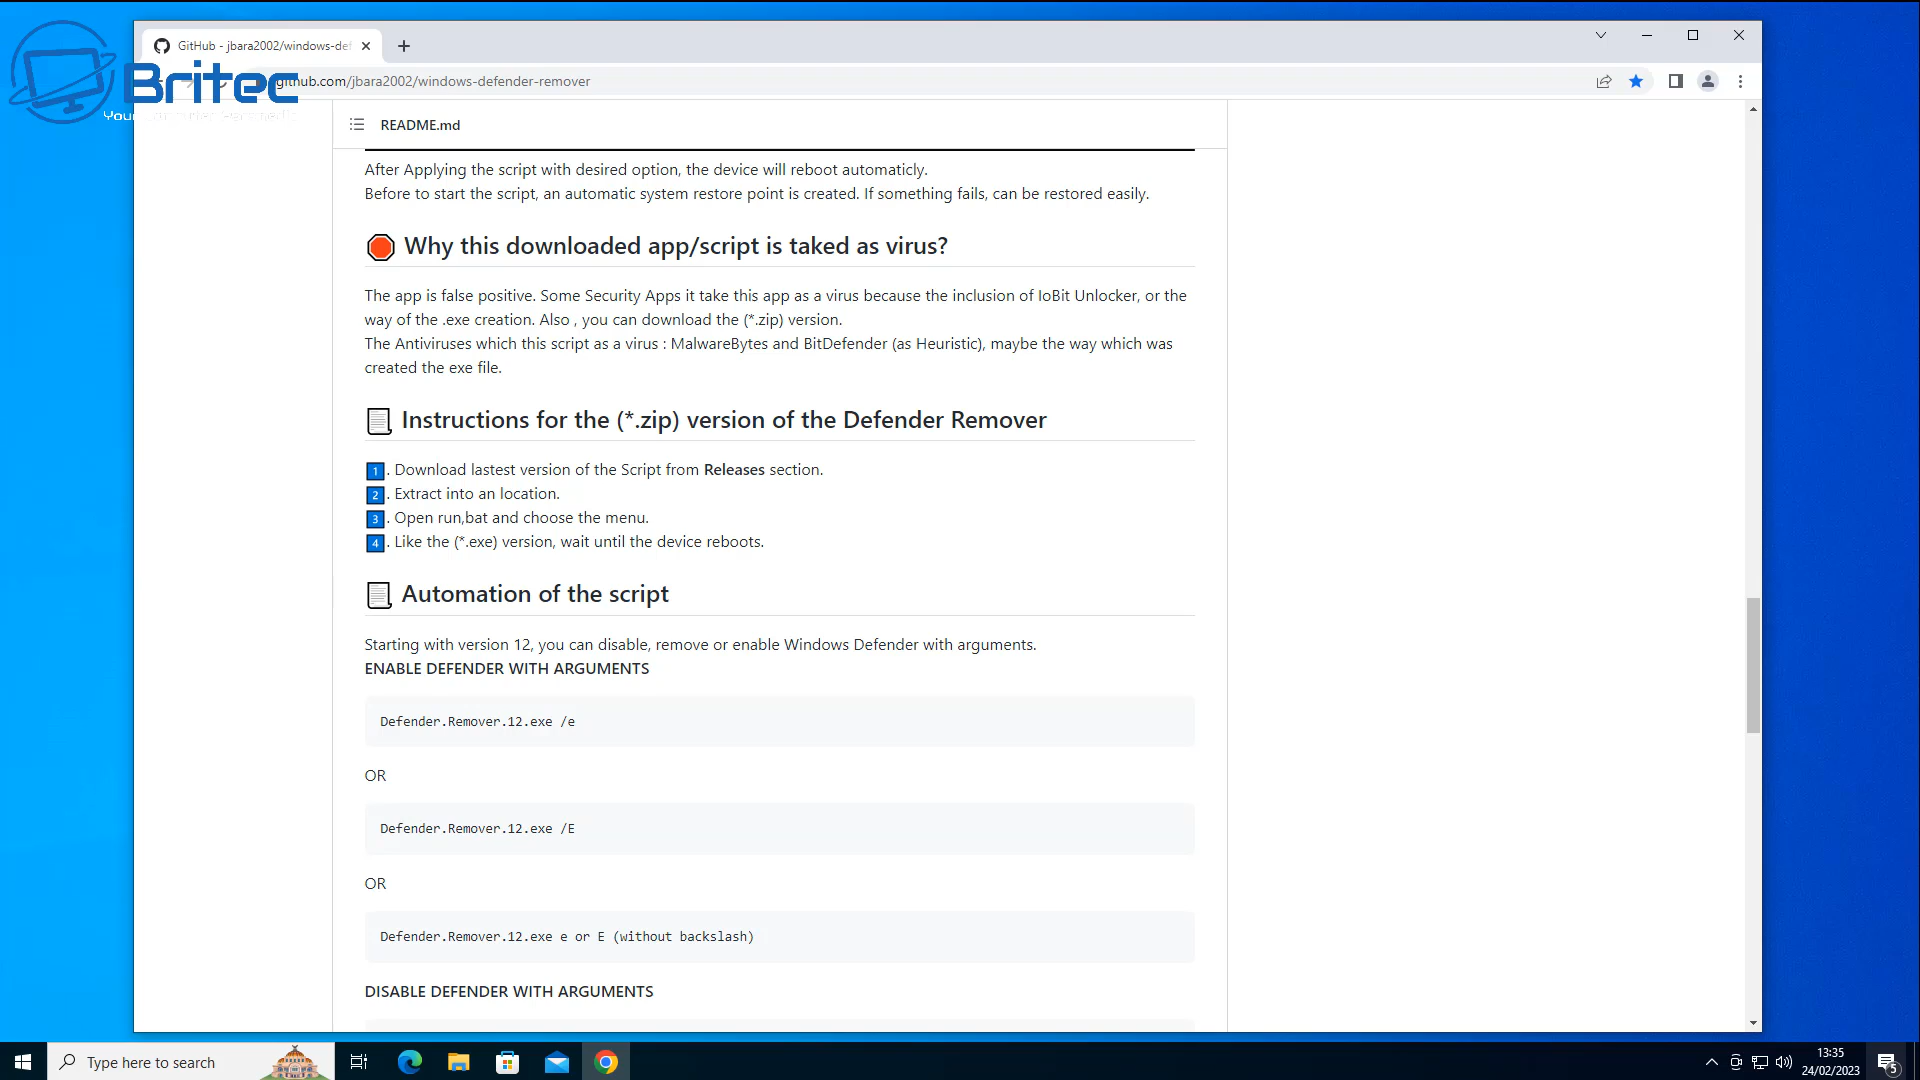 GitHub - jbara2002/windows-def
Britec
github.com/jbara2002/windows-defender-remover
README.md
After Applying the script with desired option, the device will reboot automaticly.
Before to start the script, an automatic system restore point is created. If something fails, can be restored easily.
Why this downloaded app/script is taked as virus?
The app is false positive. Some Security Apps it take this app as a virus because the inclusion of IoBit Unlocker, or the
way of the .exe creation. Also , you can download the (*.zip) version.
The Antiviruses which this script as a virus : MalwareBytes and BitDefender (as Heuristic), maybe the way which was
created the exe file.
Instructions for the (*.zip) version of the Defender Remover
1. Download lastest version of the Script from Releases section.
2. Extract into an location.
3. Open run,bat and choose the menu.
4. Like the (*.exe) version, wait until the device reboots.
Automation of the script
Starting with version 12, you can disable, remove or enable Windows Defender with arguments.
ENABLE DEFENDER WITH ARGUMENTS
Defender.Remover.12.exe /e
OR
Defender.Remover.12.exe /E
OR
Defender.Remover.12.exe e or E (without backslash)
DISABLE DEFENDER WITH ARGUMENTS
Type here to search
13:35
24/02/2023
5